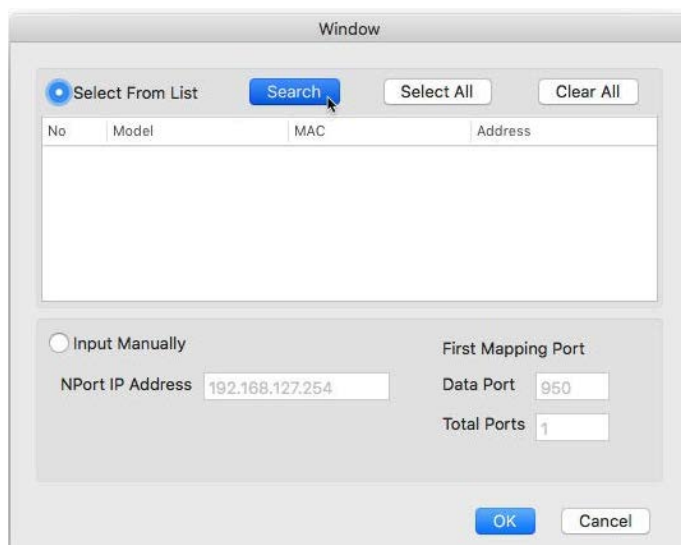 Window
Select From List Search Select All Clear All
No Model MAC Address
Input Manually
First Mapping Port
NPort IP Address 192.168.127.254
Data Port 950
Total Ports 1
OK Cancel